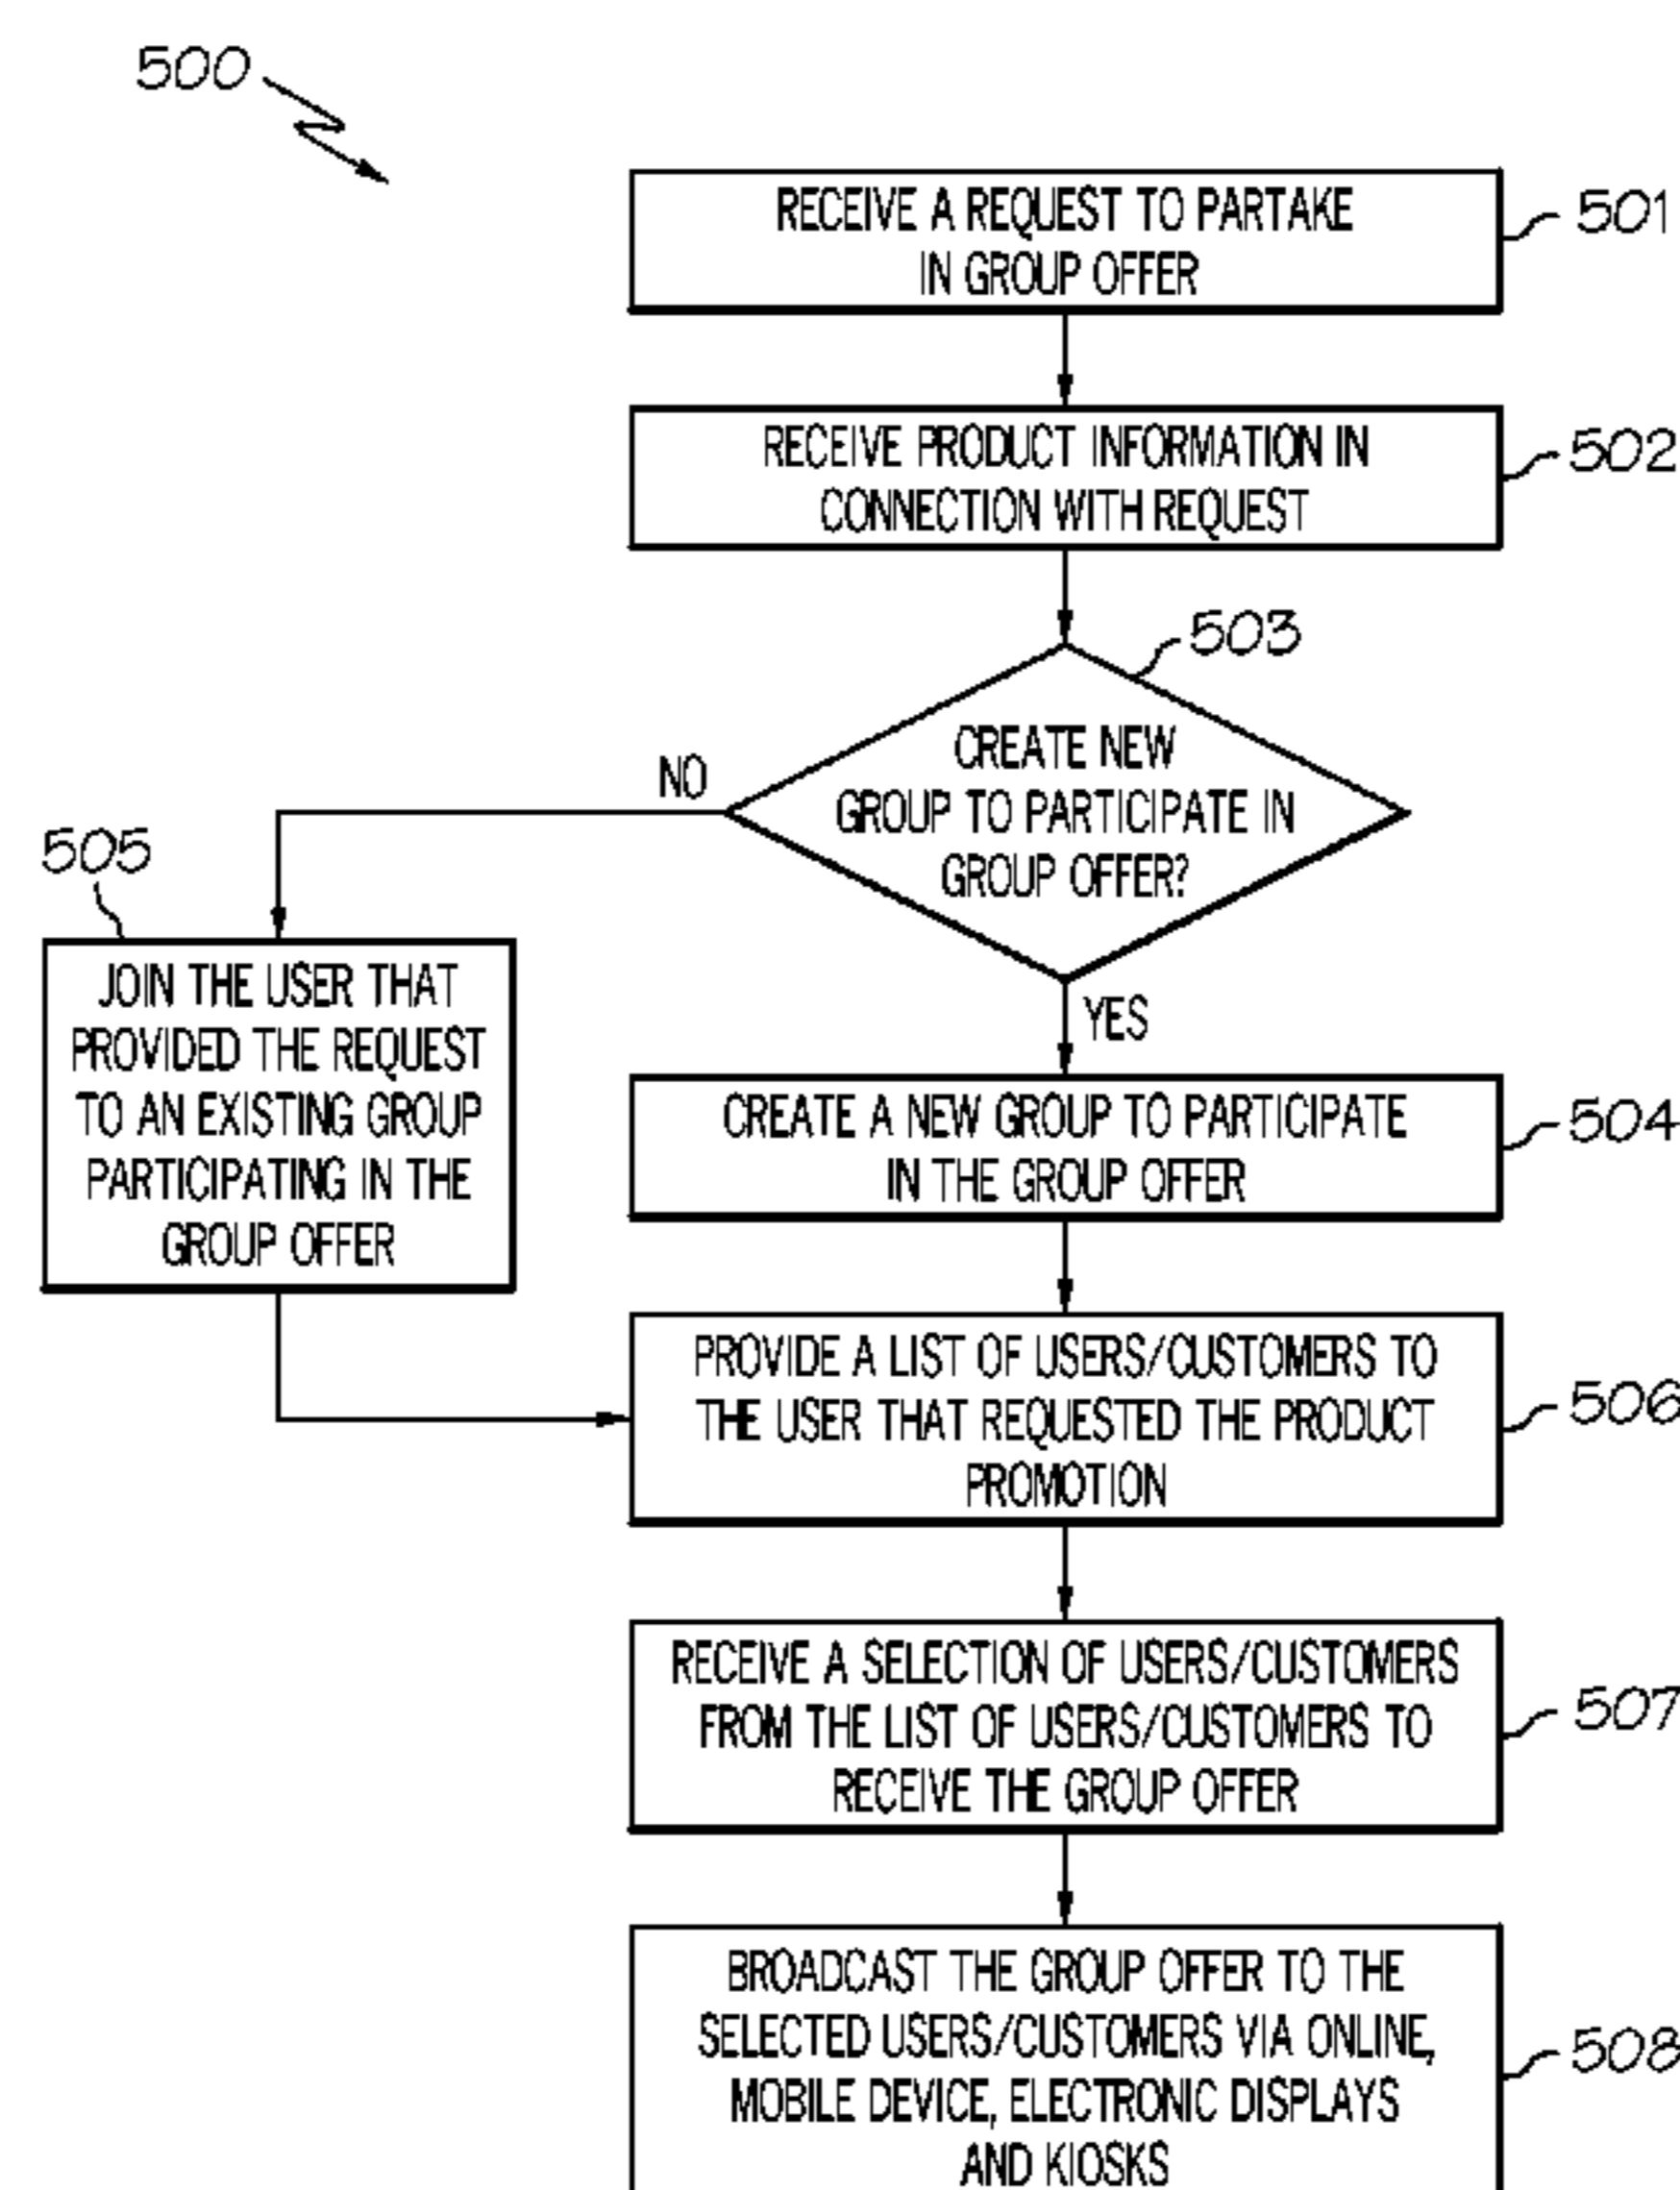 500
RECEIVE A REQUEST TO PARTAKE
IN GROUP OFFER
501
RECEIVE PRODUCT INFORMATION IN
CONNECTION WITH REQUEST
502
503
CREATE NEW
GROUP TO PARTICIPATE IN
GROUP OFFER?
NO
YES
505
JOIN THE USER THAT
PROVIDED THE REQUEST
TO AN EXISTING GROUP
PARTICIPATING IN THE
GROUP OFFER
CREATE A NEW GROUP TO PARTICIPATE
IN THE GROUP OFFER
504
PROVIDE A LIST OF USERS/CUSTOMERS TO
THE USER THAT REQUESTED THE PRODUCT
PROMOTION
506
RECEIVE A SELECTION OF USERS/CUSTOMERS
FROM THE LIST OF USERS/CUSTOMERS TO
RECEIVE THE GROUP OFFER
507
BROADCAST THE GROUP OFFER TO THE
SELECTED USERS/CUSTOMERS VIA ONLINE,
MOBILE DEVICE, ELECTRONIC DISPLAYS
AND KIOSKS
508